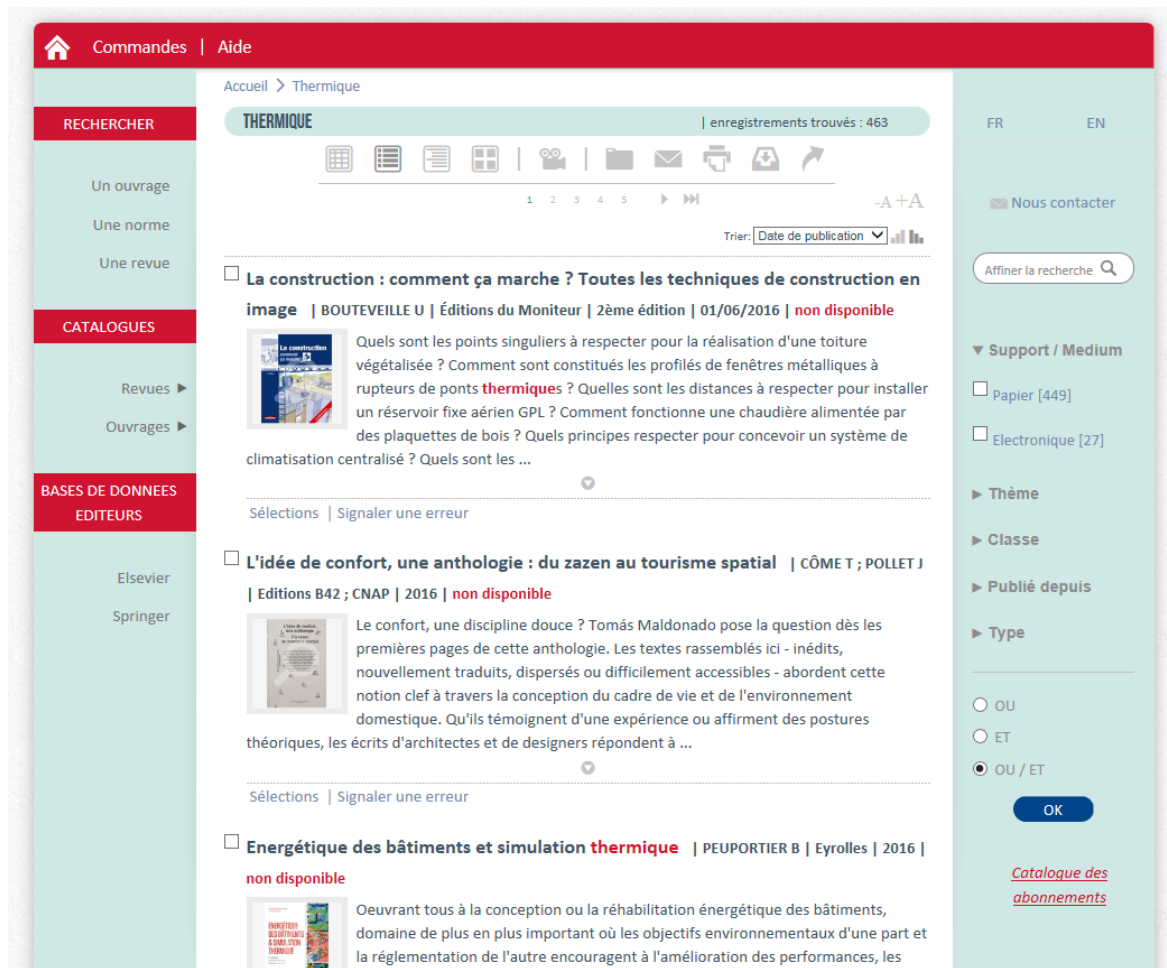 Commandes | Aide
Accueil > Thermique
RECHERCHER
Un ouvrage
Une norme
Une revue
CATALOGUES
Revues ▶
Ouvrages ▶
BASES DE DONNEES
EDITEURS
Elsevier
Springer
THERMIQUE | enregistrements trouvés : 463
1 2 3 4 5
-A +A
Trier: Date de publication
La construction : comment ça marche ? Toutes les techniques de construction en
image | BOUTEVEILLE U | Éditions du Moniteur | 2ème édition | 01/06/2016 | non disponible
La construction
Quels sont les points singuliers à respecter pour la réalisation d'une toiture
végétalisée ? Comment sont constitués les profilés de fenêtres métalliques à
rupteurs de ponts thermiques ? Quelles sont les distances à respecter pour installer
un réservoir fixe aérien GPL ? Comment fonctionne une chaudière alimentée par
des plaquettes de bois ? Quels principes respecter pour concevoir un système de
climatisation centralisé ? Quels sont les ...
Sélections | Signaler une erreur
L'idée de confort, une anthologie : du zazen au tourisme spatial | CÔME T ; POLLET J
| Editions B42 ; CNAP | 2016 | non disponible
Le confort, une discipline douce ? Tomás Maldonado pose la question dès les
premières pages de cette anthologie. Les textes rassemblés ici - inédits,
nouvellement traduits, dispersés ou difficilement accessibles - abordent cette
notion clef à travers la conception du cadre de vie et de l'environnement
domestique. Qu'ils témoignent d'une expérience ou affirment des postures
théoriques, les écrits d'architectes et de designers répondent à ...
Sélections | Signaler une erreur
Energétique des bâtiments et simulation thermique | PEUPORTIER B | Eyrolles | 2016 |
non disponible
ENERGÉTIQUE
DES BÂTIMENTS
& SIMULATION
THERMIQUE
Oeuvrant tous à la conception ou la réhabilitation énergétique des bâtiments,
domaine de plus en plus important où les objectifs environnementaux d'une part et
la réglementation de l'autre encouragent à l'amélioration des performances, les
FR EN
Nous contacter
Affiner la recherche
▼ Support / Medium
Papier [449]
Electronique [27]
▶ Thème
▶ Classe
▶ Publié depuis
▶ Type
OU
ET
OU / ET
OK
Catalogue des
abonnements